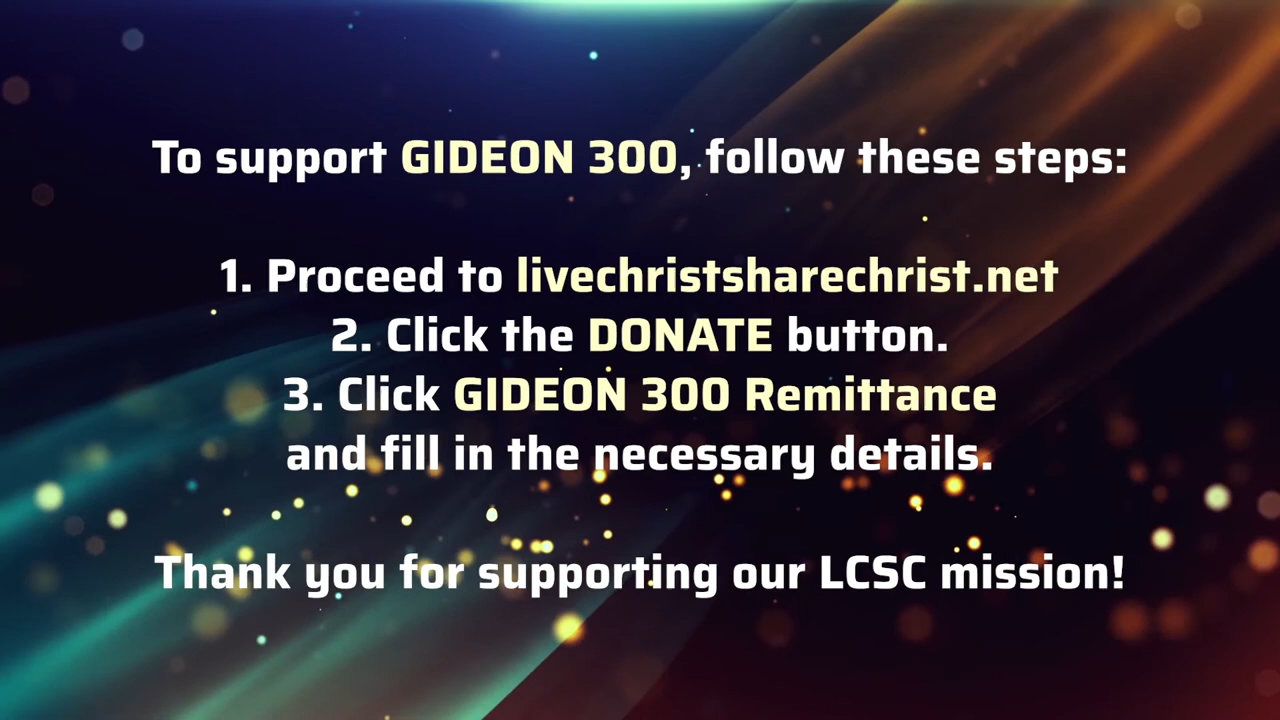 To support GIDEON 300, follow these steps:
1. Proceed to livechristsharechrist.net
2. Click the DONATE button.
3. Click GIDEON 300 Remittance
and fill in the necessary details.
Thank you for supporting our LCSC mission!